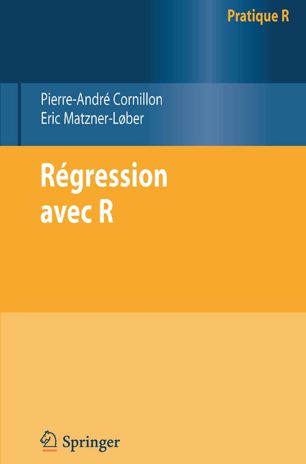 Pratique R
Pierre-André Cornillon
Eric Matzner-Løber
Régression
avec R
Springer